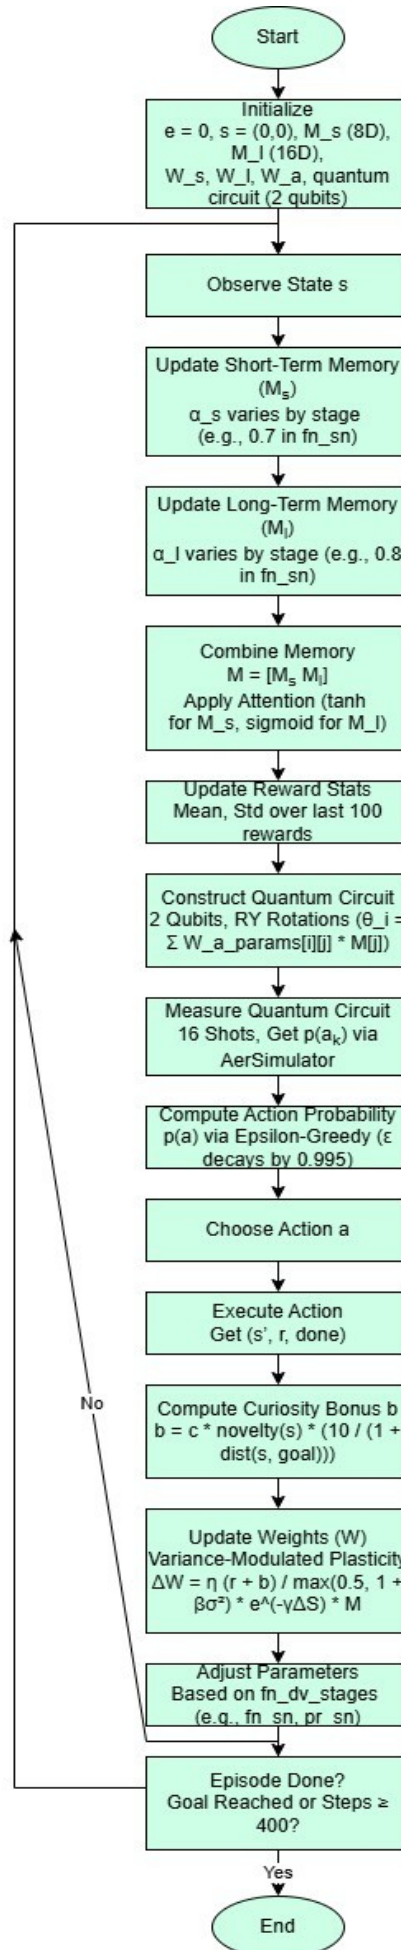 Start
Initialize
e = 0, s = (0,0), M_s (8D),
M_l (16D),
W_s, W_l, W_a, quantum
circuit (2 qubits)
Observe State s
Update Short-Term Memory
(Mₛ)
α_s varies by stage
(e.g., 0.7 in fn_sn)
Update Long-Term Memory
(Mₗ)
α_l varies by stage (e.g., 0.8
in fn_sn)
Combine Memory
M = [Mₛ Mₗ]
Apply Attention (tanh
for M_s, sigmoid for M_l)
Update Reward Stats
Mean, Std over last 100
rewards
Construct Quantum Circuit
2 Qubits, RY Rotations (θ_i =
Σ W_a_params[i][j] * M[j])
Measure Quantum Circuit
16 Shots, Get p(aₖ) via
AerSimulator
Compute Action Probability
p(a) via Epsilon-Greedy (ε
decays by 0.995)
Choose Action a
Execute Action
Get (s', r, done)
No
Compute Curiosity Bonus b
b = c * novelty(s) * (10 / (1 +
dist(s, goal)))
Update Weights (W)
Variance-Modulated Plasticity
ΔW = η (r + b) / max(0.5, 1 +
βσ²) * e^(-γΔS) * M
Adjust Parameters
Based on fn_dv_stages
(e.g., fn_sn, pr_sn)
Episode Done?
Goal Reached or Steps ≥
400?
Yes
End